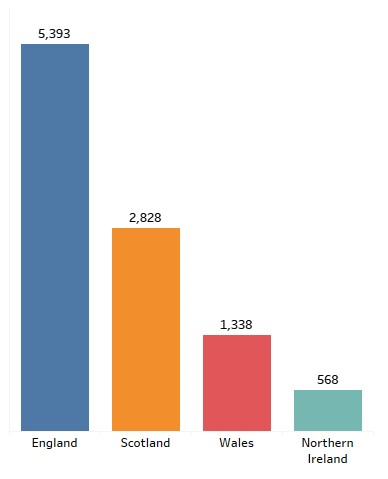 5,393
2,828
1,338
568
England
Scotland
Wales
Northern
Ireland